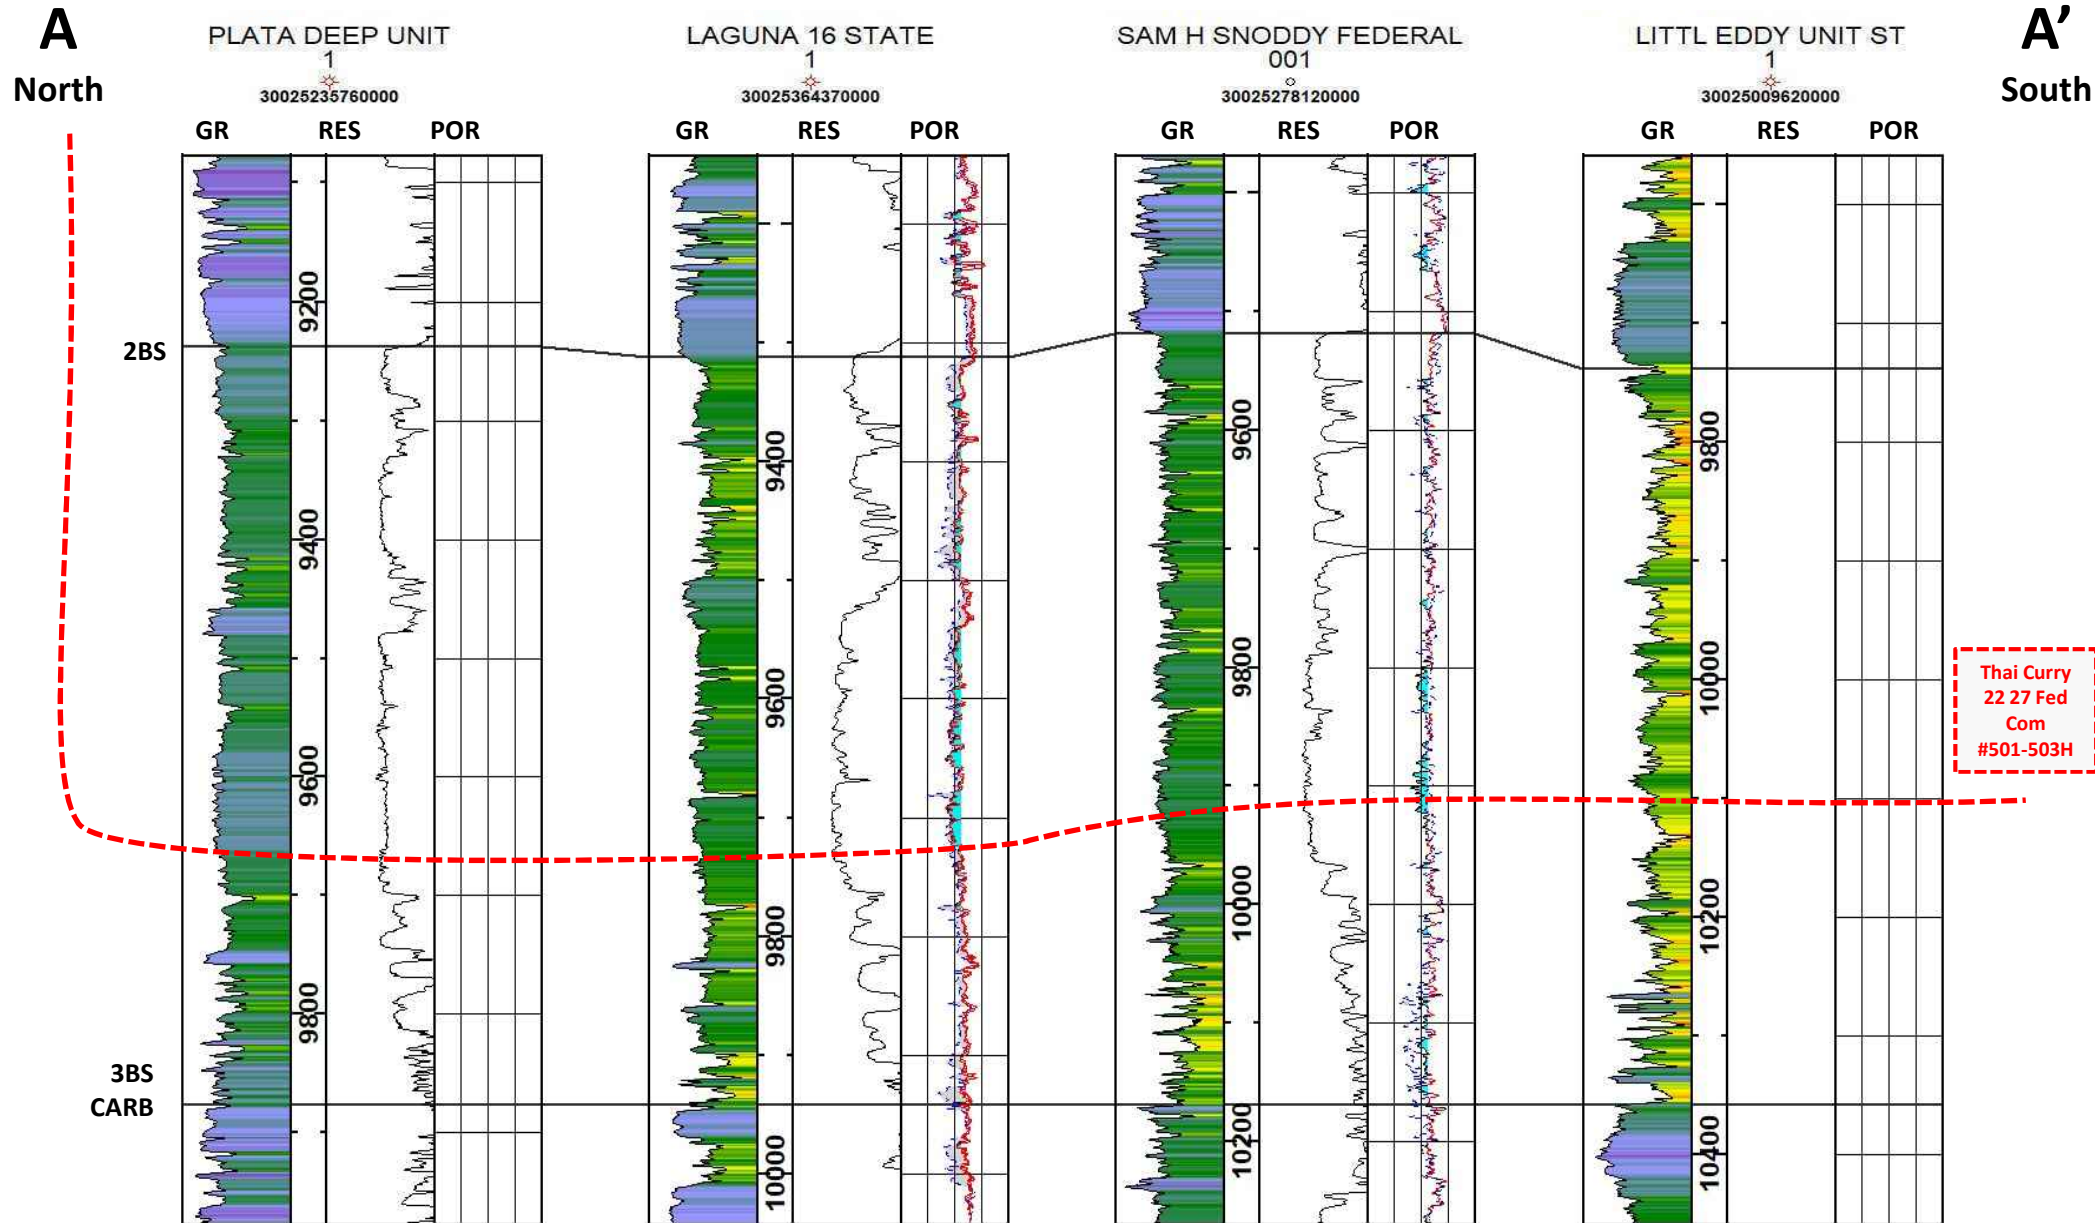 A
North
A’
South
PLATA DEEP UNIT
1
30025235760000
LAGUNA 16 STATE
1
30025364370000
SAM H SNODDY FEDERAL
001
30025278120000
LITTL EDDY UNIT ST
1
30025009620000
GR RES POR
GR RES POR
GR RES POR
GR RES POR
2BS
3BS
CARB
9200
9400
9600
9800
9400
9600
9800
10000
9600
9800
10000
10200
9800
10000
10200
10400
Thai Curry
22 27 Fed
Com
#501-503H